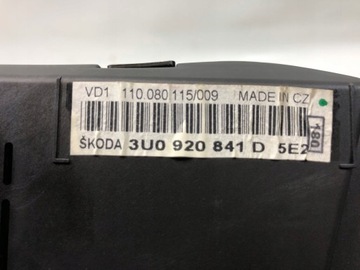 VD1 110.080.115/009 MADE IN CZ
180
ŠKODA 3U0 920 841 D 5E2